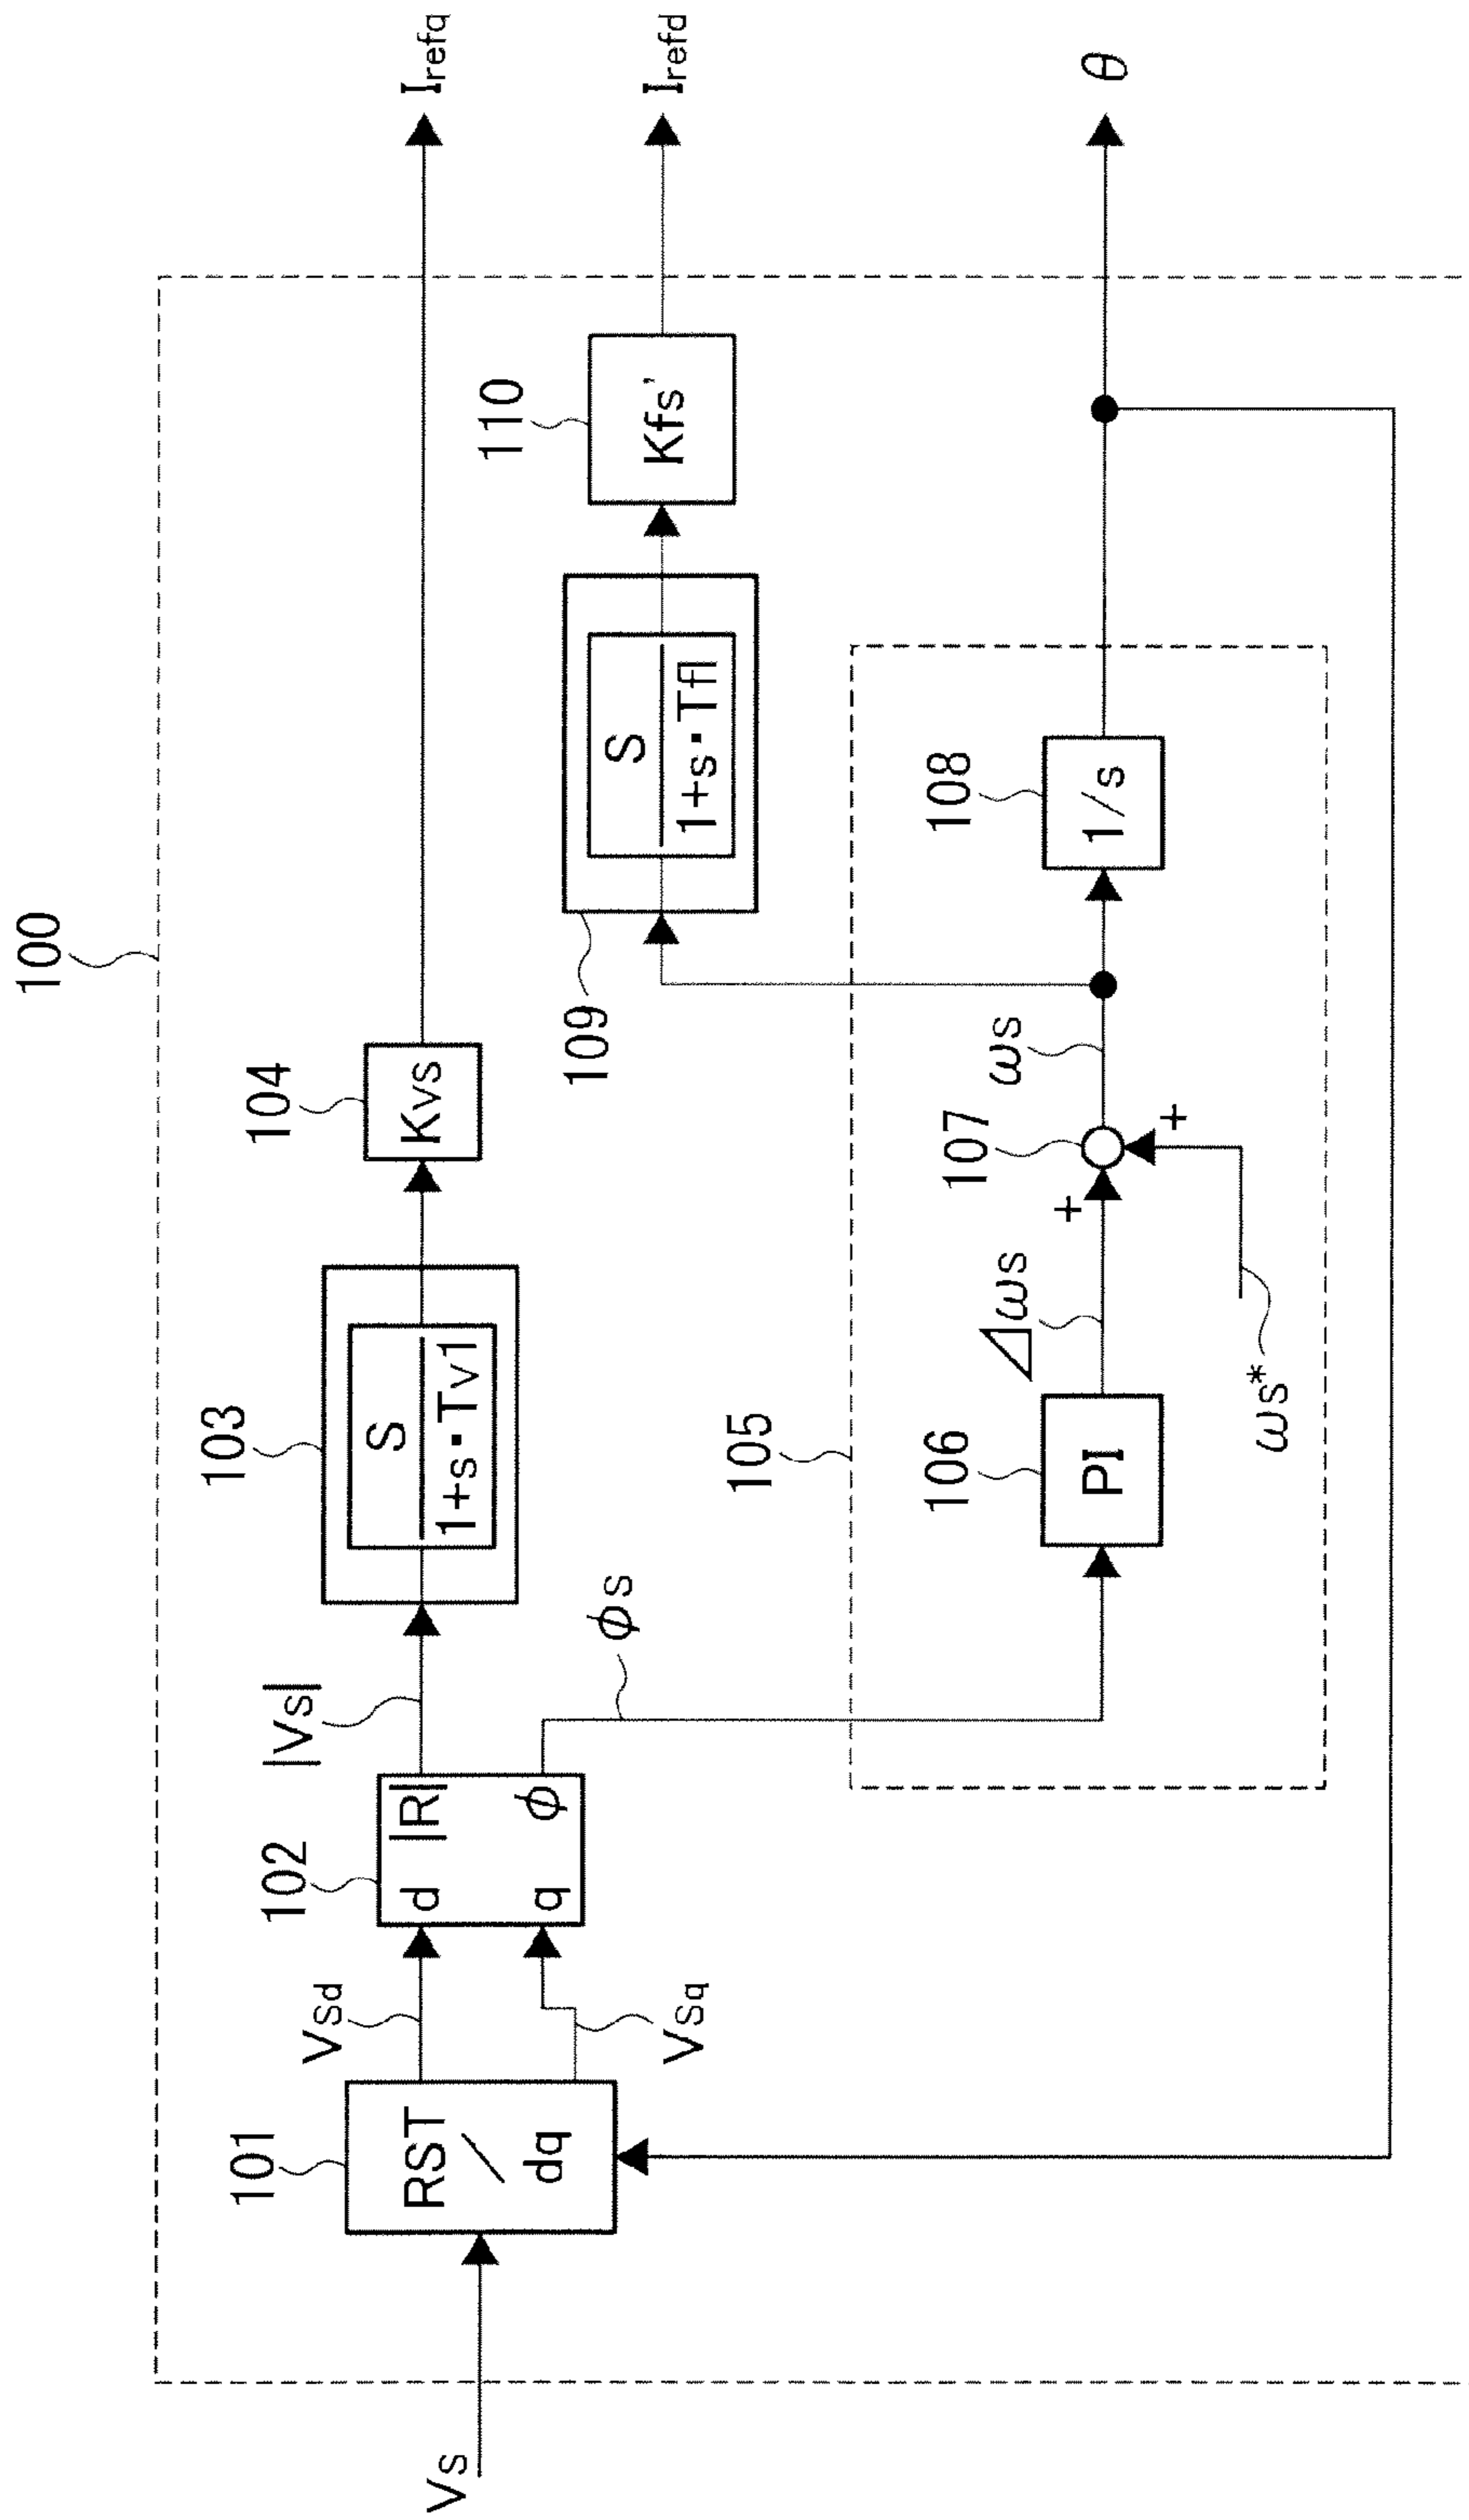 100
Vs
101
RST
/
dq
VSd
VSq
102
d |R|
q ϕ
|Vs|
ϕs
103
S
1+s・Tv1
104
Kvs
Irefq
109
S
1+s・Tfl
110
Kfs'
Irefd
105
106
PI
Δωs
ωs*
+
+
107
ωs
108
1/s
θ